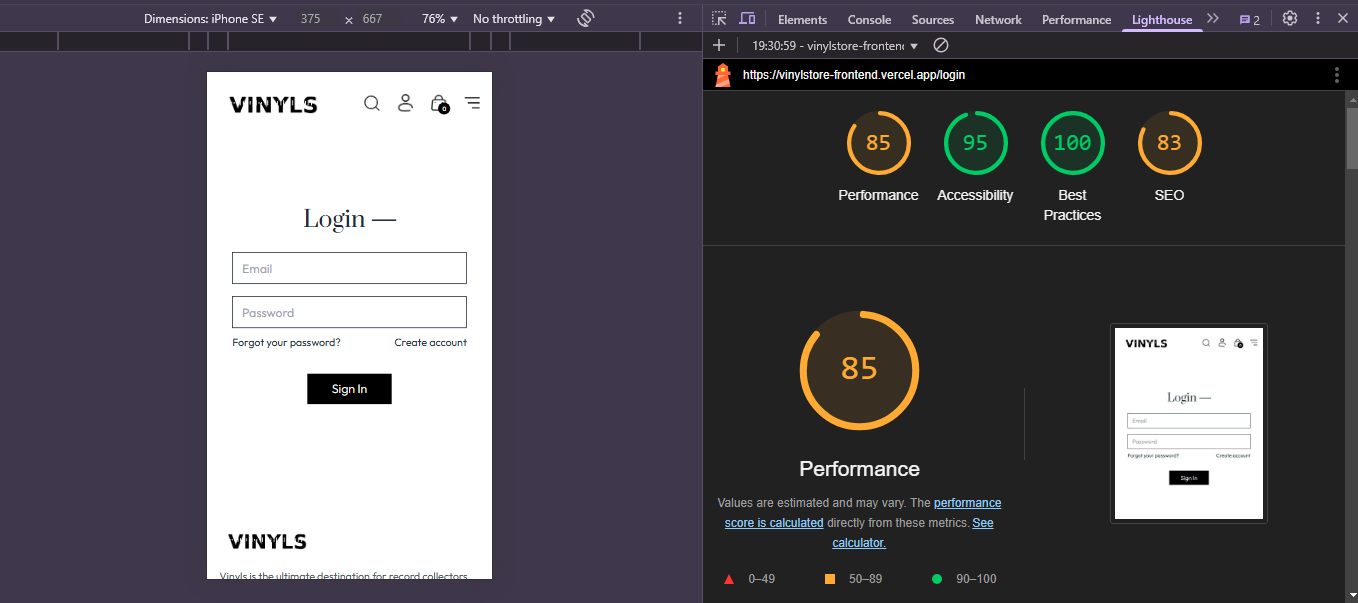 Dimensions: iPhone SE ▼ 375 × 667 76% ▼ No throttling ▼
Elements Console Sources Network Performance Lighthouse 2
19:30:59 - vinylstore-frontend ▼
https://vinylstore-frontend.vercel.app/login
VINYLS
0
Login —
Email
Password
Forgot your password? Create account
Sign In
VINYLS
Vinyls is the ultimate destination for record collectors
85 95 100 83
Performance Accessibility Best SEO
Practices
85
Performance
Values are estimated and may vary. The performance
score is calculated directly from these metrics. See
calculator.
0–49 50–89 90–100
VINYLS
Login —
Email
Password
Forgot your password? Create account
Sign In